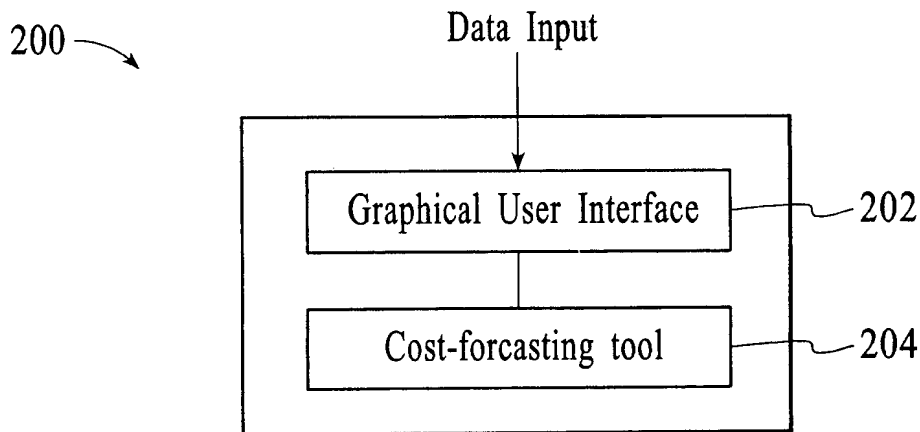 200
Data Input
Graphical User Interface
202
Cost-forcasting tool
204